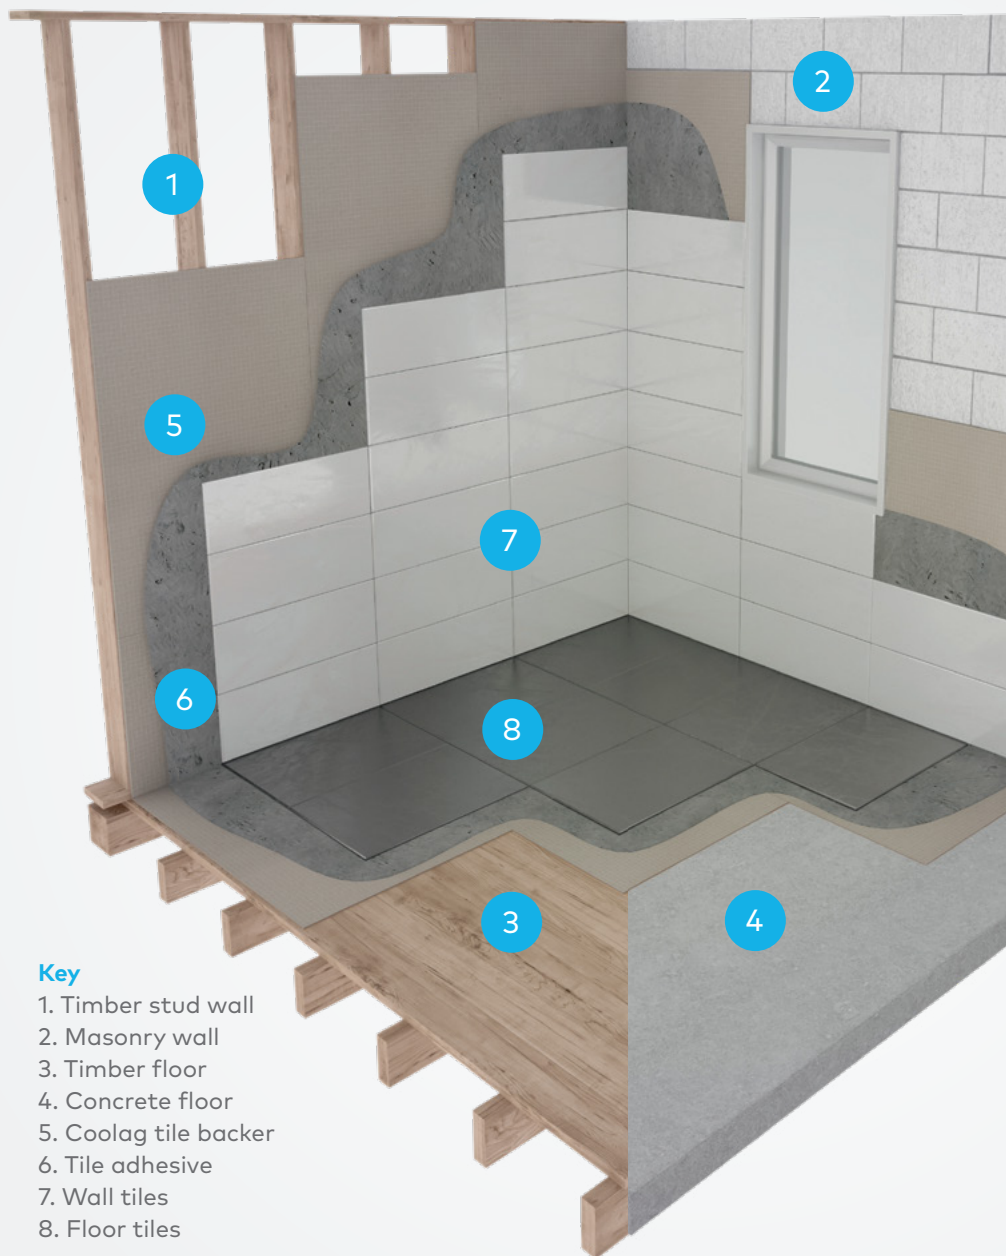 2
1
5
7
6
8
3
4
Key
1. Timber stud wall
2. Masonry wall
3. Timber floor
4. Concrete floor
5. Coolag tile backer
6. Tile adhesive
7. Wall tiles
8. Floor tiles